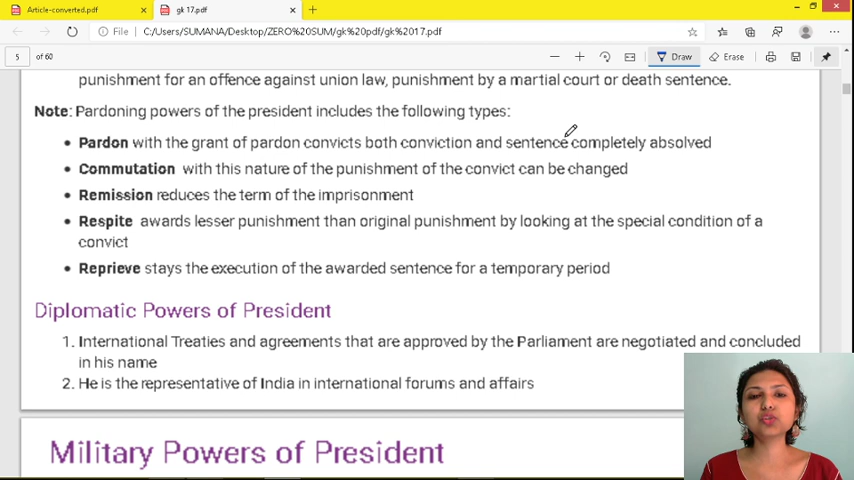 Article-converted.pdf
gk 17.pdf
File
C:/Users/SUMANA/Desktop/ZERO%20SUM/gk%20pdf/gk%2017.pdf
5 of 60
Draw
Erase
punishment for an offence against union law, punishment by a martial court or death sentence.
Note: Pardoning powers of the president includes the following types:
• Pardon with the grant of pardon convicts both conviction and sentence completely absolved
• Commutation with this nature of the punishment of the convict can be changed
• Remission reduces the term of the imprisonment
• Respite awards lesser punishment than original punishment by looking at the special condition of a
convict
• Reprieve stays the execution of the awarded sentence for a temporary period
Diplomatic Powers of President
1. International Treaties and agreements that are approved by the Parliament are negotiated and concluded
in his name
2. He is the representative of India in international forums and affairs
Military Powers of President